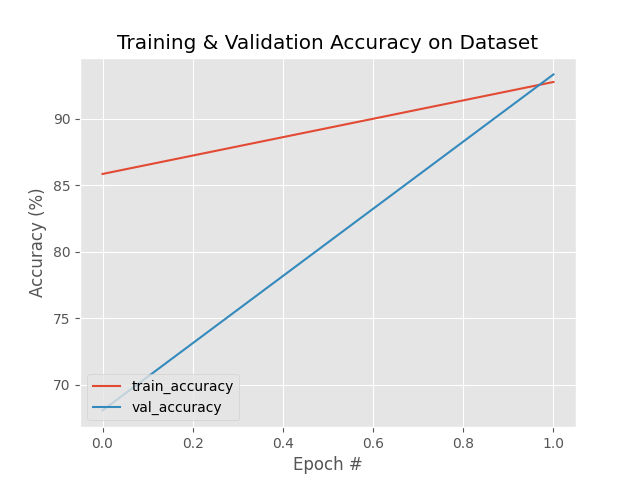 Training & Validation Accuracy on Dataset
Accuracy (%)
90
85
80
75
70
train_accuracy
val_accuracy
0.0 0.2 0.4 0.6 0.8 1.0
Epoch #